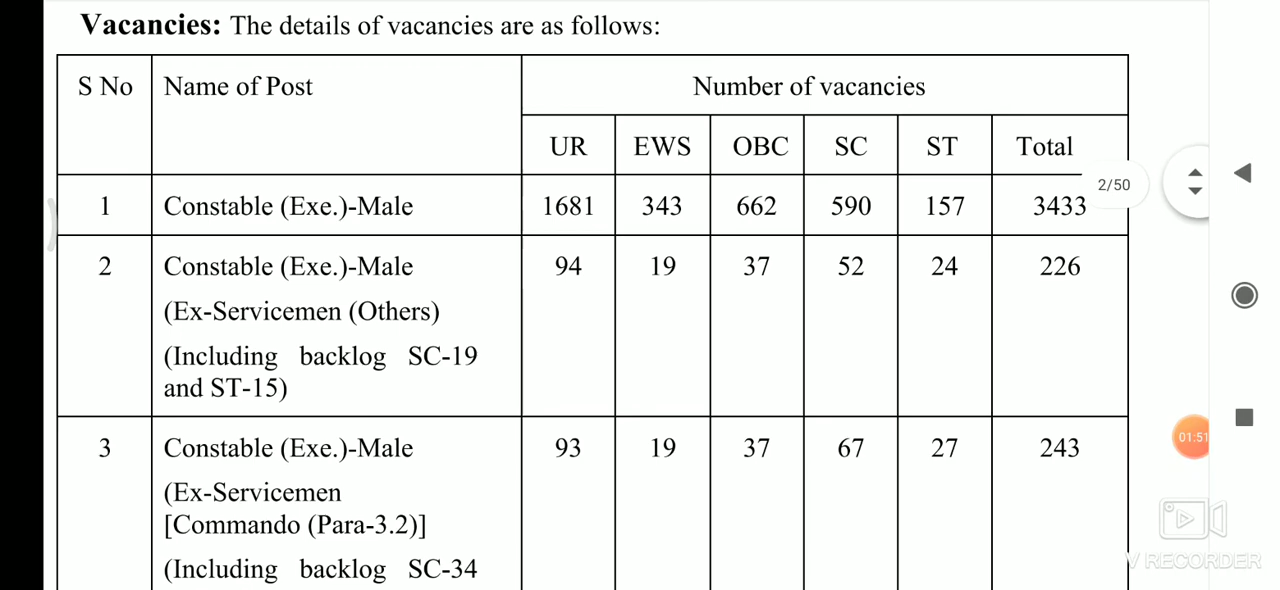 Vacancies: The details of vacancies are as follows:
S No Name of Post Number of vacancies
UR EWS OBC SC ST Total
2/50
1 Constable (Exe.)-Male 1681 343 662 590 157 3433
2 Constable (Exe.)-Male 94 19 37 52 24 226
(Ex-Servicemen (Others)
(Including backlog SC-19
and ST-15)
3 Constable (Exe.)-Male 93 19 37 67 27 243
01:51
(Ex-Servicemen
[Commando (Para-3.2)]
(Including backlog SC-34
V RECORDER